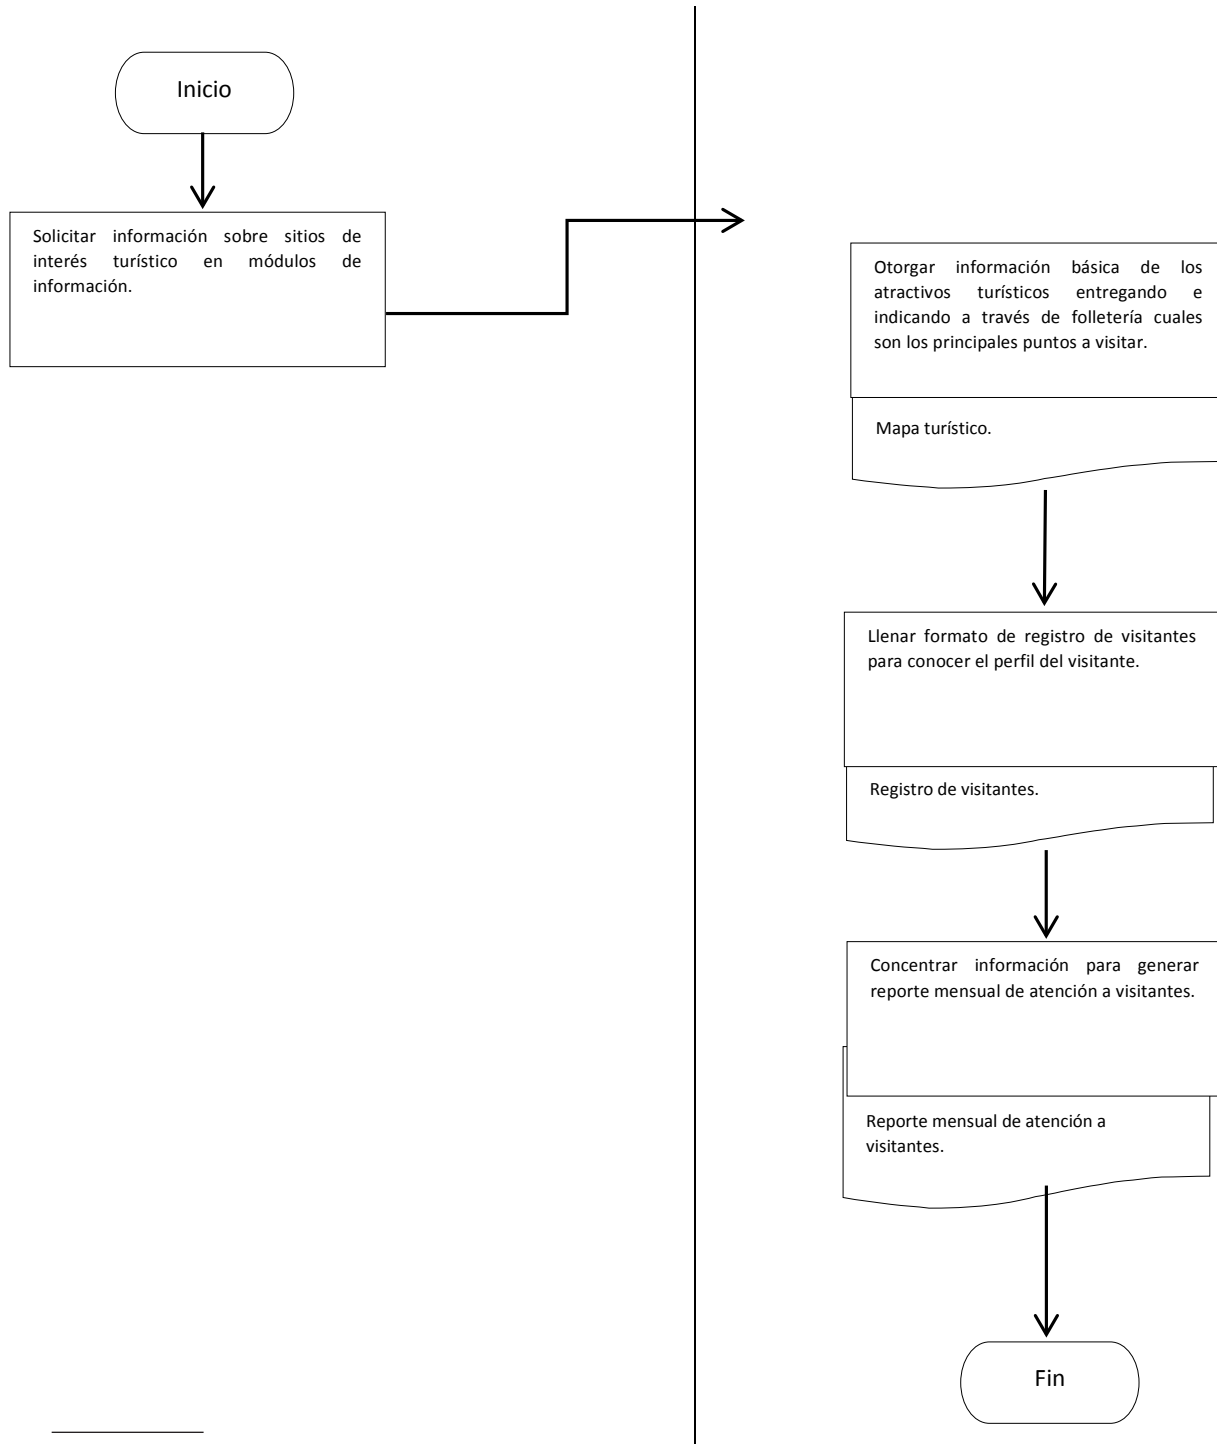 Inicio
Solicitar información sobre sitios de
interés turístico en módulos de
información.
Otorgar información básica de los
atractivos turísticos entregando e
indicando a través de folletería cuales
son los principales puntos a visitar.
Mapa turístico.
Llenar formato de registro de visitantes
para conocer el perfil del visitante.
Registro de visitantes.
Concentrar información para generar
reporte mensual de atención a visitantes.
Reporte mensual de atención a
visitantes.
Fin